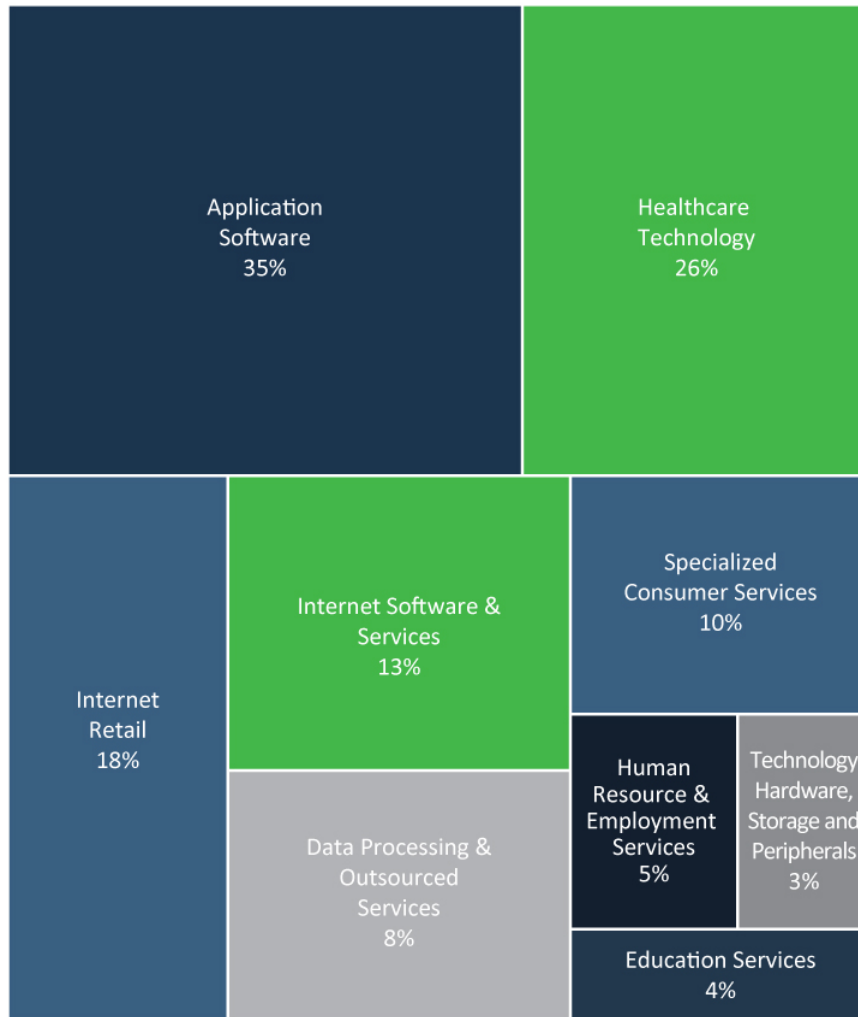 Application
Software
35%
Healthcare
Technology
26%
Internet
Retail
18%
Internet Software &
Services
13%
Data Processing &
Outsourced
Services
8%
Specialized
Consumer Services
10%
Human
Resource &
Employment
Services
5%
Technology
Hardware,
Storage and
Peripherals
3%
Education Services
4%